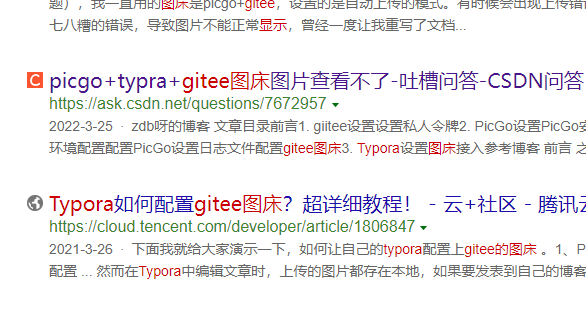 题），我一直用的图床是picgo+gitee，设置的是自动上传的模式。有时候会出现上传错
七八糟的错误，导致图片不能正常显示，曾经一度让我重写了文档...
picgo+typra+gitee图床图片查看不了-吐槽问答-CSDN问答
https://ask.csdn.net/questions/7672957
2022-3-25 · zdb呀的博客 文章目录前言1. giitee设置设置私人令牌2. PicGo设置PicGo安
环境配置配置PicGo设置日志文件配置gitee图床3. Typora设置图床接入参考博客 前言 之
Typora如何配置gitee图床？超详细教程！ - 云+社区 - 腾讯
https://cloud.tencent.com/developer/article/1806847
2021-3-26 · 下面我就给大家演示一下，如何让自己的typora配置上gitee的图床 。1、P
配置 ... 然而在Typora中编辑文章时，上传的图片都存在本地，如果要发表到自己的博客